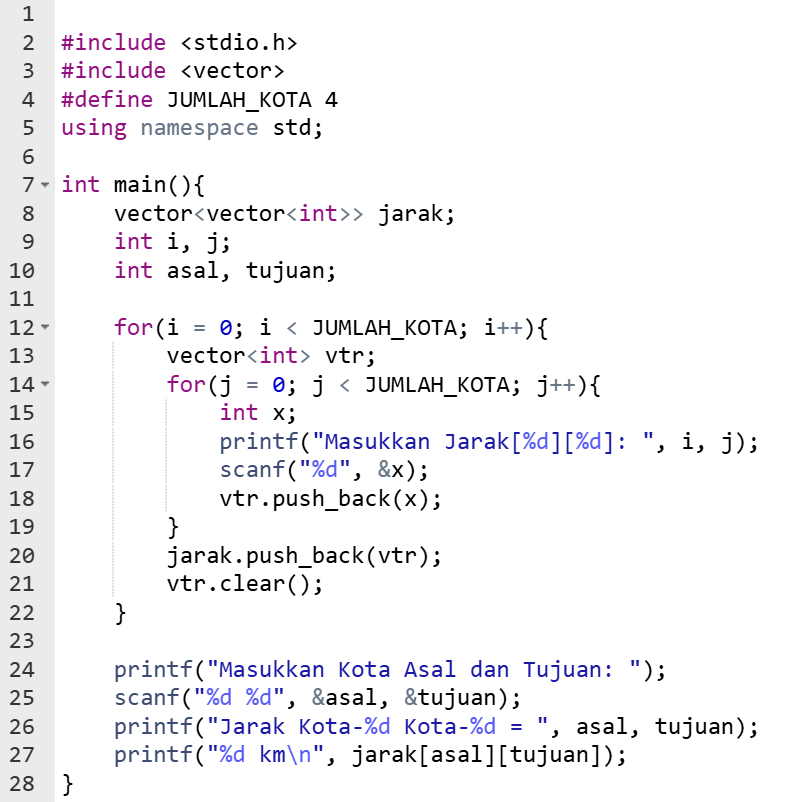 1
2 #include <stdio.h>
3 #include <vector>
4 #define JUMLAH_KOTA 4
5 using namespace std;
6
7 int main(){
8     vector<vector<int>> jarak;
9     int i, j;
10     int asal, tujuan;
11
12     for(i = 0; i < JUMLAH_KOTA; i++){
13         vector<int> vtr;
14         for(j = 0; j < JUMLAH_KOTA; j++){
15             int x;
16             printf("Masukkan Jarak[%d][%d]: ", i, j);
17             scanf("%d", &x);
18             vtr.push_back(x);
19         }
20         jarak.push_back(vtr);
21         vtr.clear();
22     }
23
24     printf("Masukkan Kota Asal dan Tujuan: ");
25     scanf("%d %d", &asal, &tujuan);
26     printf("Jarak Kota-%d Kota-%d = ", asal, tujuan);
27     printf("%d km\n", jarak[asal][tujuan]);
28 }